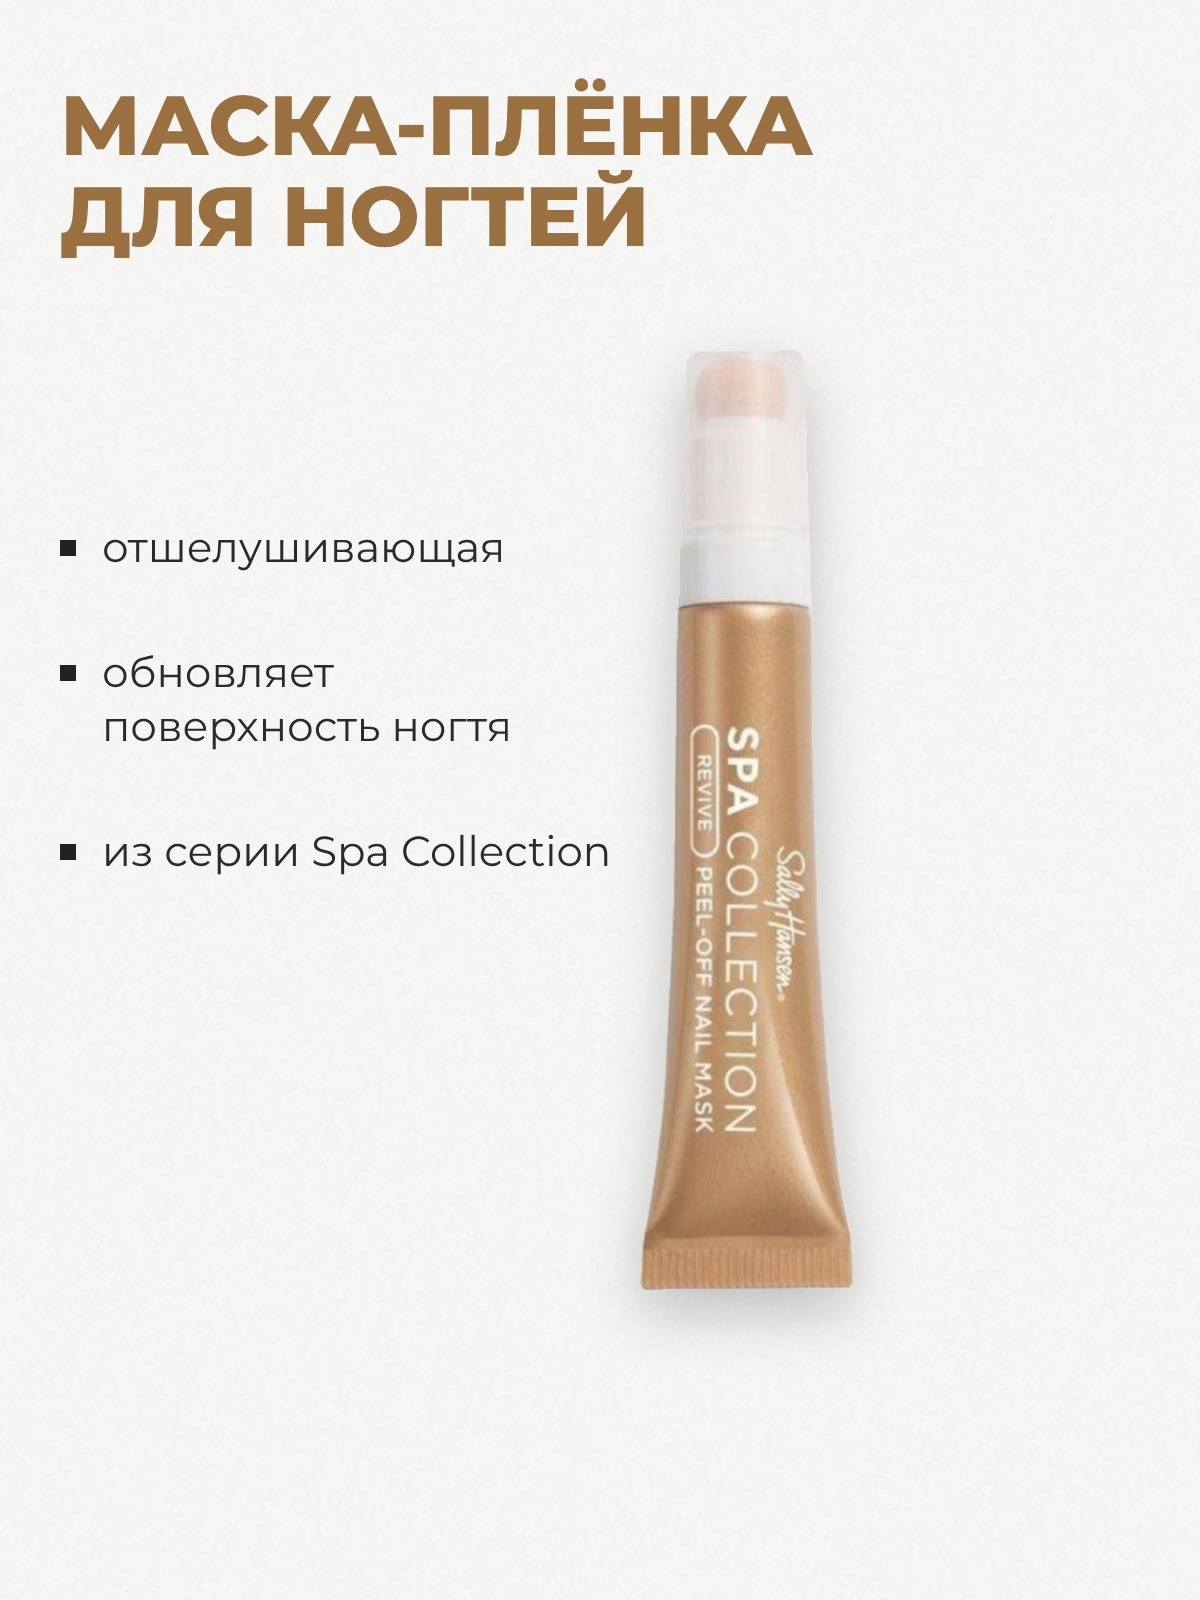 МАСКА-ПЛЁНКА
ДЛЯ НОГТЕЙ
отшелушивающая
обновляет
поверхность ногтя
из серии Spa Collection
Sally Hansen®
SPA COLLECTION
REVIVE PEEL-OFF NAIL MASK